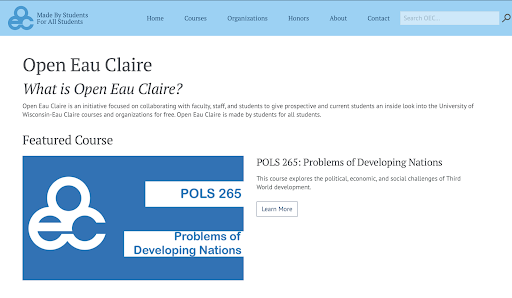 Made By Students
For All Students
Home Courses Organizations Honors About Contact Search OEC...
Open Eau Claire
What is Open Eau Claire?
Open Eau Claire is an initiative focused on collaborating with faculty, staff, and students to give prospective and current students an inside look into the University of
Wisconsin-Eau Claire courses and organizations for free. Open Eau Claire is made by students for all students.
Featured Course
oec
POLS 265
Problems of
Developing Nations
POLS 265: Problems of Developing Nations
This course explores the political, economic, and social challenges of Third
World development.
Learn More